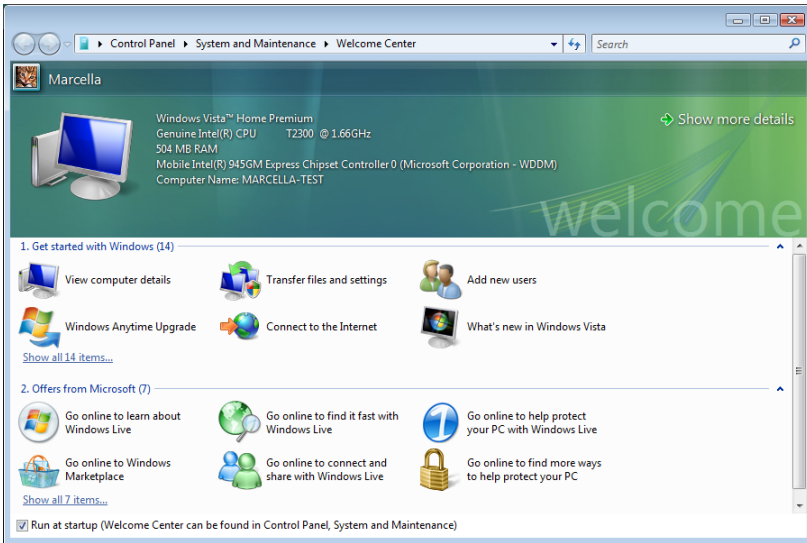 Control Panel ▸ System and Maintenance ▸ Welcome Center
Search
Marcella
Windows Vista™ Home Premium
Genuine Intel(R) CPU T2300 @ 1.66GHz
504 MB RAM
Mobile Intel(R) 945GM Express Chipset Controller 0 (Microsoft Corporation - WDDM)
Computer Name: MARCELLA-TEST
Show more details
welcome
1. Get started with Windows (14)
View computer details
Transfer files and settings
Add new users
Windows Anytime Upgrade
Connect to the Internet
What's new in Windows Vista
Show all 14 items...
2. Offers from Microsoft (7)
Go online to learn about
Windows Live
Go online to find it fast with
Windows Live
Go online to help protect
your PC with Windows Live
Go online to Windows
Marketplace
Go online to connect and
share with Windows Live
Go online to find more ways
to help protect your PC
Show all 7 items...
Run at startup (Welcome Center can be found in Control Panel, System and Maintenance)